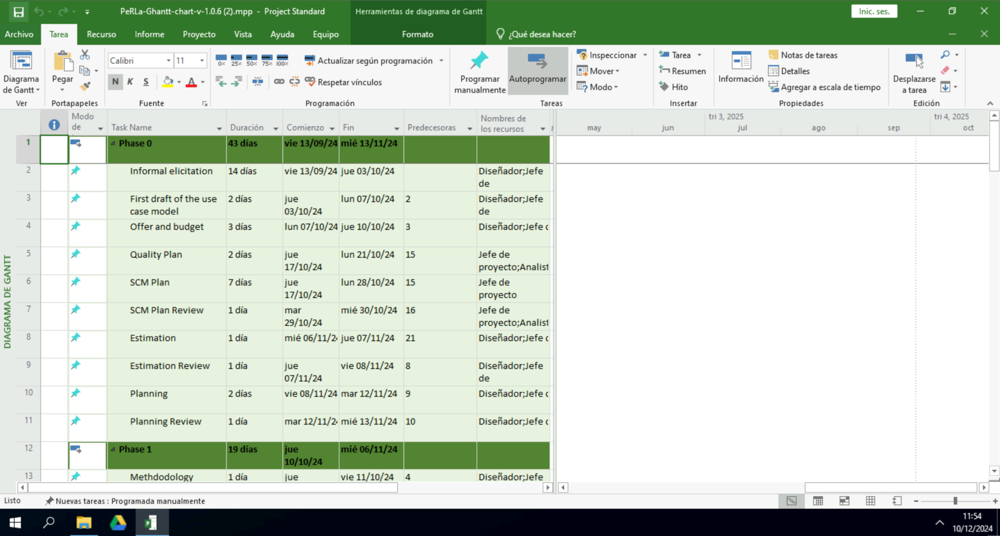 PeRLa-Ghantt-chart-v-1.0.6 (2).mpp - Project Standard
Herramientas de diagrama de Gantt
Inic. ses.
Archivo
Tarea
Recurso
Informe
Proyecto
Vista
Ayuda
Equipo
Formato
¿Qué desea hacer?
Diagrama de Gantt
Ver
Pegar
Portapapeles
Calibri
11
N K S
A
Fuente
0% 25% 50% 75% 100%
Actualizar según programación
Respetar vínculos
Programación
Programar manualmente
Autoprogramar
Inspeccionar
Mover
Modo
Tareas
Tarea
Resumen
Hito
Insertar
Información
Notas de tareas
Detalles
Agregar a escala de tiempo
Propiedades
Desplazarse a tarea
Edición
DIAGRAMA DE GANTT
Modo de
Task Name
Duración
Comienzo
Fin
Predecesoras
Nombres de los recursos
tri 3, 2025
tri 4, 2025
may jun jul ago sep oct
1 Phase 0 43 días vie 13/09/24 mié 13/11/24
2 Informal elicitation 14 días vie 13/09/24 jue 03/10/24 Diseñador;Jefe de
3 First draft of the use case model 2 días jue 03/10/24 lun 07/10/24 2 Diseñador;Jefe de
4 Offer and budget 3 días lun 07/10/24 jue 10/10/24 3 Diseñador;Jefe
5 Quality Plan 2 días jue 17/10/24 lun 21/10/24 15 Jefe de proyecto;Analist
6 SCM Plan 7 días jue 17/10/24 lun 28/10/24 15 Jefe de proyecto
7 SCM Plan Review 1 día mar 29/10/24 mié 30/10/24 16 Jefe de proyecto;Analist
8 Estimation 1 día mié 06/11/2 jue 07/11/24 21 Diseñador;Jefe
9 Estimation Review 1 día jue 07/11/24 vie 08/11/24 8 Diseñador;Jefe de
10 Planning 2 días vie 08/11/24 mar 12/11/24 9 Diseñador;Jefe
11 Planning Review 1 día mar 12/11/2 mié 13/11/24 10 Diseñador;Jefe
12 Phase 1 19 días jue 10/10/24 mié 06/11/24
13 Methdodology 1 día jue vie 11/10/24 4 Diseñador;Jefe
Listo
Nuevas tareas : Programada manualmente
11:54
10/12/2024